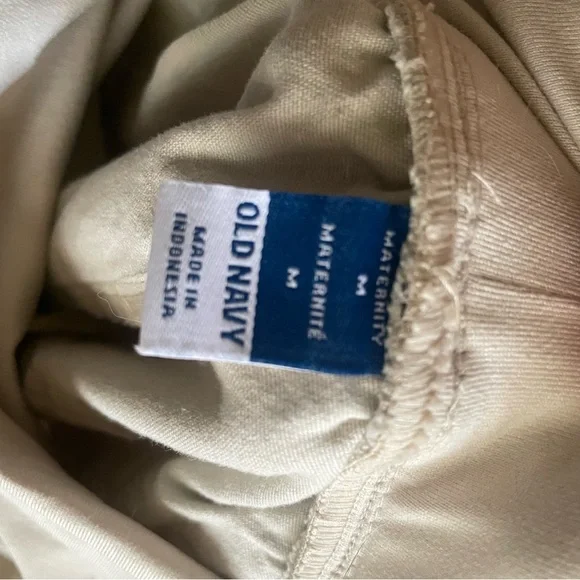 MATERNITY
M
MATERNITÉ
M
OLD NAVY
MADE IN
INDONESIA